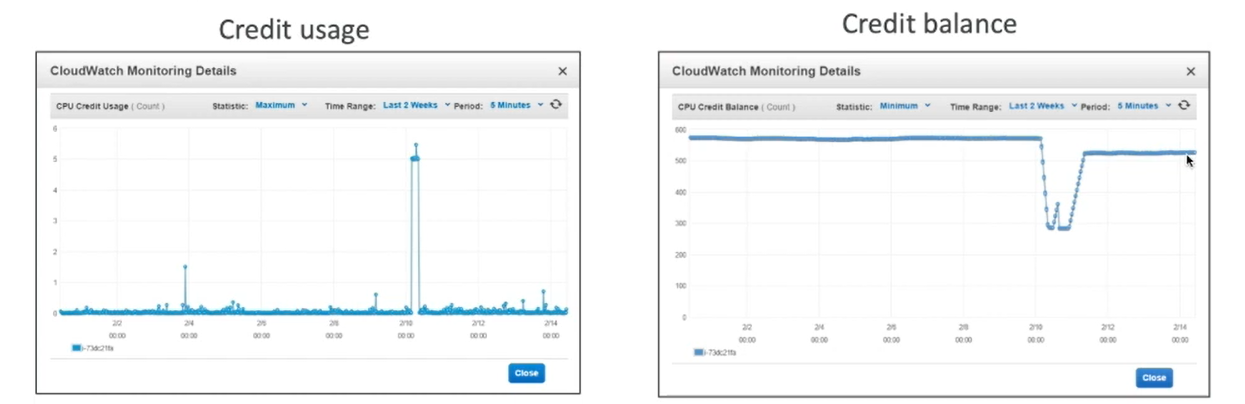 Credit usage
CloudWatch Monitoring Details
CPU Credit Usage ( Count )
Statistic: Maximum
Time Range: Last 2 Weeks
Period: 5 Minutes
6
5
4
3
2
1
0
2/2 00:00
2/4 00:00
2/6 00:00
2/8 00:00
2/10 00:00
2/12 00:00
2/14 00:00
i-73dc21fa
Close
Credit balance
CloudWatch Monitoring Details
CPU Credit Balance ( Count )
Statistic: Minimum
Time Range: Last 2 Weeks
Period: 5 Minutes
600
500
400
300
200
100
0
2/2 00:00
2/4 00:00
2/6 00:00
2/8 00:00
2/10 00:00
2/12 00:00
2/14 00:00
Close